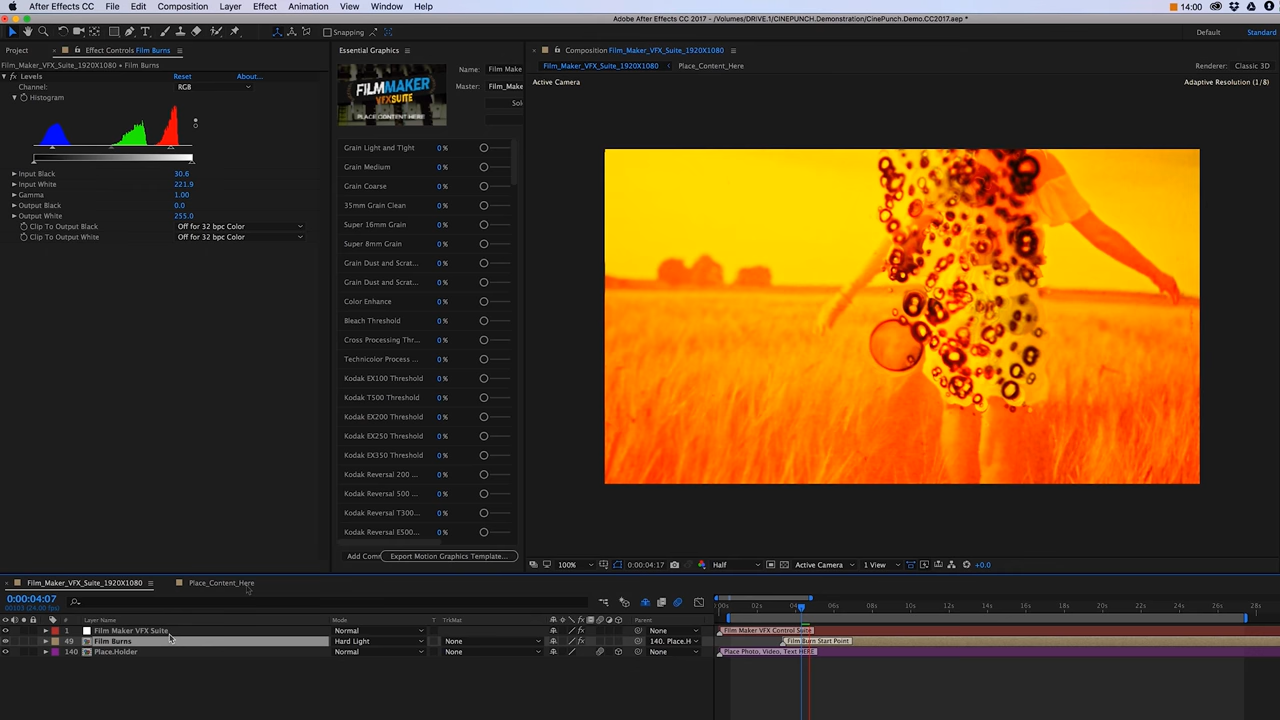 After Effects CC File Edit Composition Layer Effect Animation View Window Help 14:00
Adobe After Effects CC 2017 - /Volumes/DRIVE.1/CINEPUNCH.Demonstration/CinePunch.Demo.CC2017.aep *
Snapping Default Standard
Project Effect Controls Film Burns
Film_Maker_VFX_Suite_1920X1080 • Film Burns
Levels Reset About...
Channel: RGB
Histogram
Input Black 30.6
Input White 221.9
Gamma 1.00
Output Black 0.0
Output White 255.0
Clip To Output Black Off for 32 bpc Color
Clip To Output White Off for 32 bpc Color
Essential Graphics
FILMMAKER
VFXSUITE
PLACE CONTENT HERE
Name: Film Make
Master: Film_Make
Sol
Grain Light and TIght 0 %
Grain Medium 0 %
Grain Coarse 0 %
35mm Grain Clean 0 %
Super 16mm Grain 0 %
Super 8mm Grain 0 %
Grain Dust and Scrat... 0 %
Grain Dust and Scrat... 0 %
Color Enhance 0 %
Bleach Threshold 0 %
Cross Processing Thr... 0 %
Technicolor Process ... 0 %
Kodak EX100 Threshold 0 %
Kodak T500 Threshold 0 %
Kodak EX200 Threshold 0 %
Kodak EX250 Threshold 0 %
Kodak EX350 Threshold 0 %
Kodak Reversal 200 ... 0 %
Kodak Reversal 500 ... 0 %
Kodak Reversal T300... 0 %
Kodak Reversal E500... 0 %
Add Com Export Motion Graphics Template...
Composition Film_Maker_VFX_Suite_1920X1080
Film_Maker_VFX_Suite_1920X1080 Place_Content_Here Renderer: Classic 3D
Active Camera Adaptive Resolution (1/8)
100% 0:00:04:17 Half Active Camera 1 View +0.0
Film_Maker_VFX_Suite_1920X1080 Place_Content_Here
0:00:04:07
00103 (24.00 fps)
# Layer Name Mode T TrkMat Parent
1 Film Maker VFX Suite Normal None
49 Film Burns Hard Light None 140. Place.H
140 Place.Holder Normal None None
:00s 04s 06s 08s 10s 12s 14s 16s 18s 20s 22s 24s 26s
Film Maker VFX Control Suite
Film Burn Start Point
Place Photo, Video, Text HERE